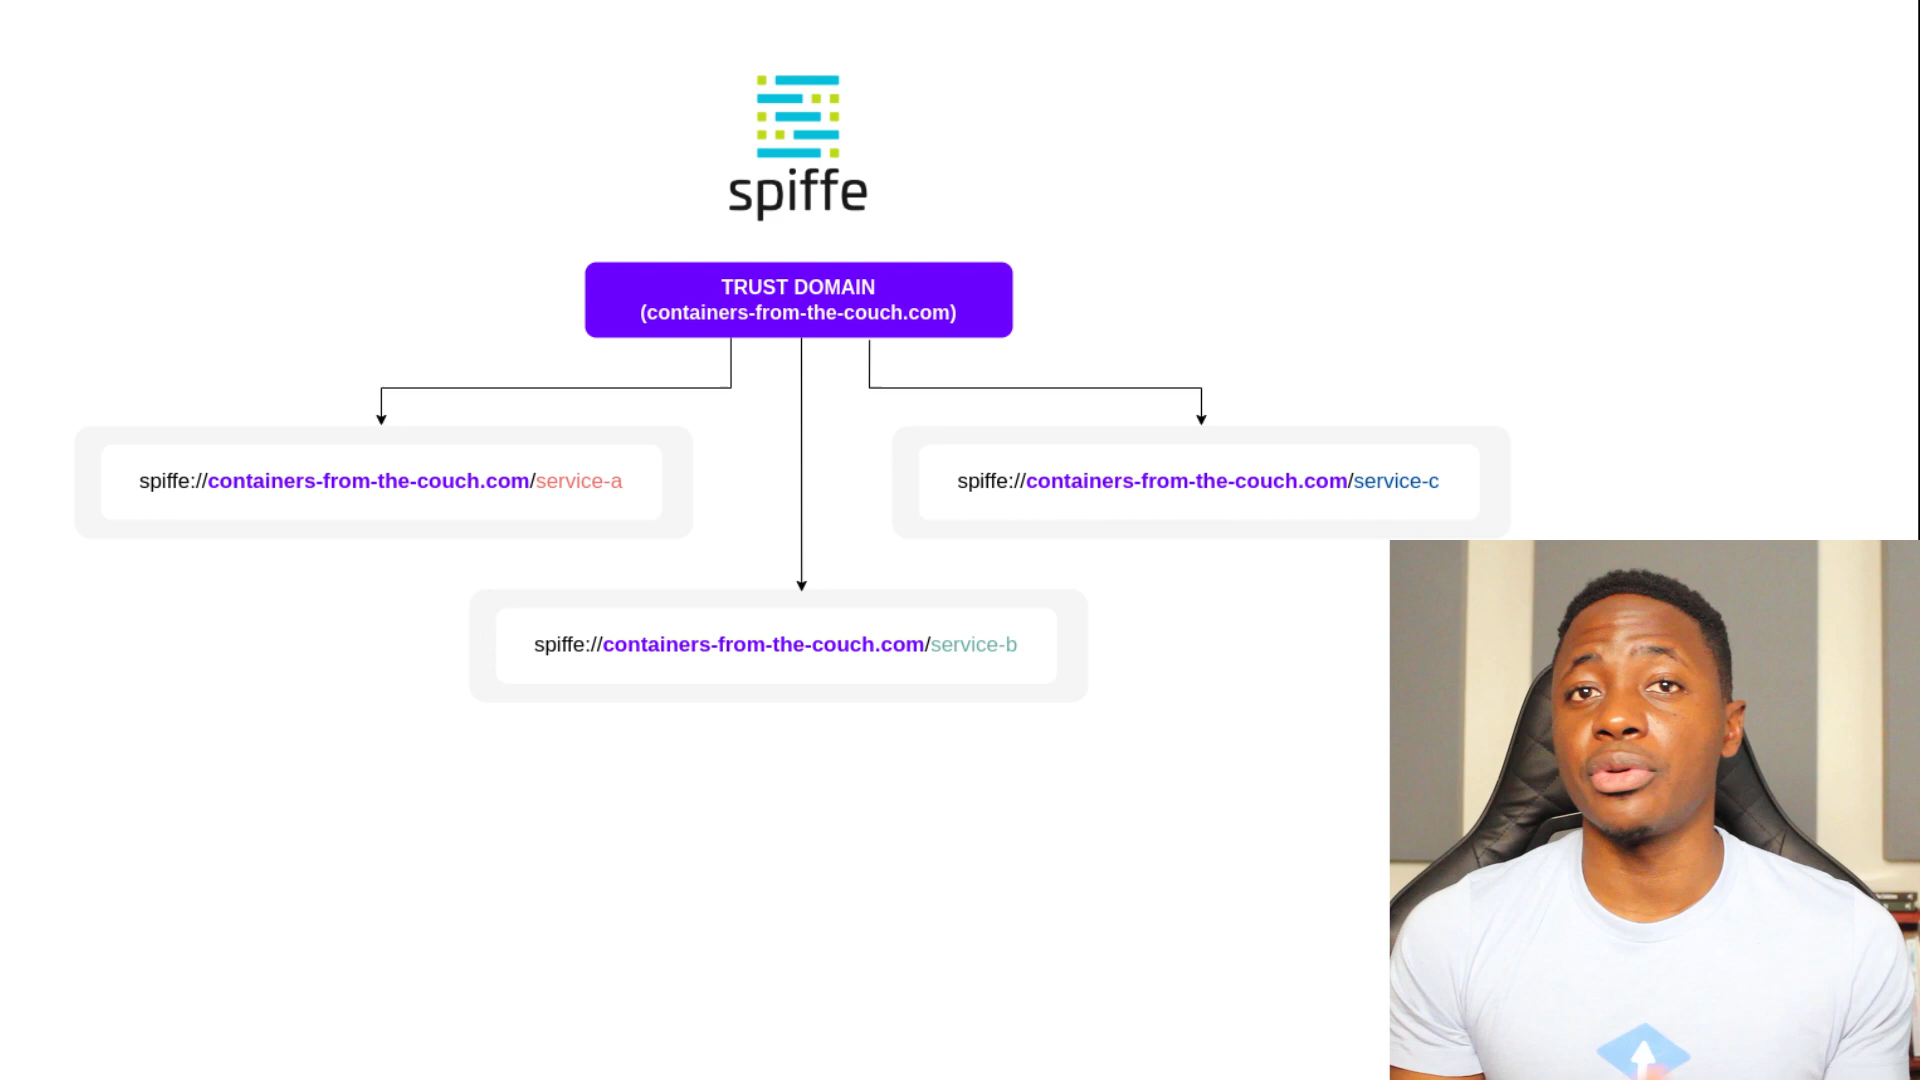 spiffe
TRUST DOMAIN
(containers-from-the-couch.com)
spiffe://containers-from-the-couch.com/service-a
spiffe://containers-from-the-couch.com/service-c
spiffe://containers-from-the-couch.com/service-b